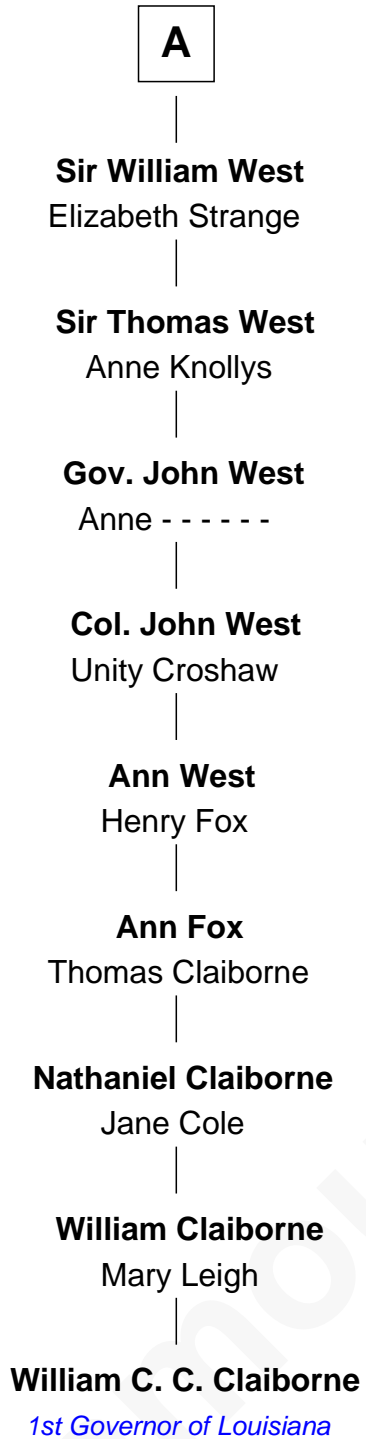 A
Sir William West
Elizabeth Strange
Sir Thomas West
Anne Knollys
Gov. John West
Anne - - - - - -
Col. John West
Unity Croshaw
Ann West
Henry Fox
Ann Fox
Thomas Claiborne
Nathaniel Claiborne
Jane Cole
William Claiborne
Mary Leigh
William C. C. Claiborne
1st Governor of Louisiana